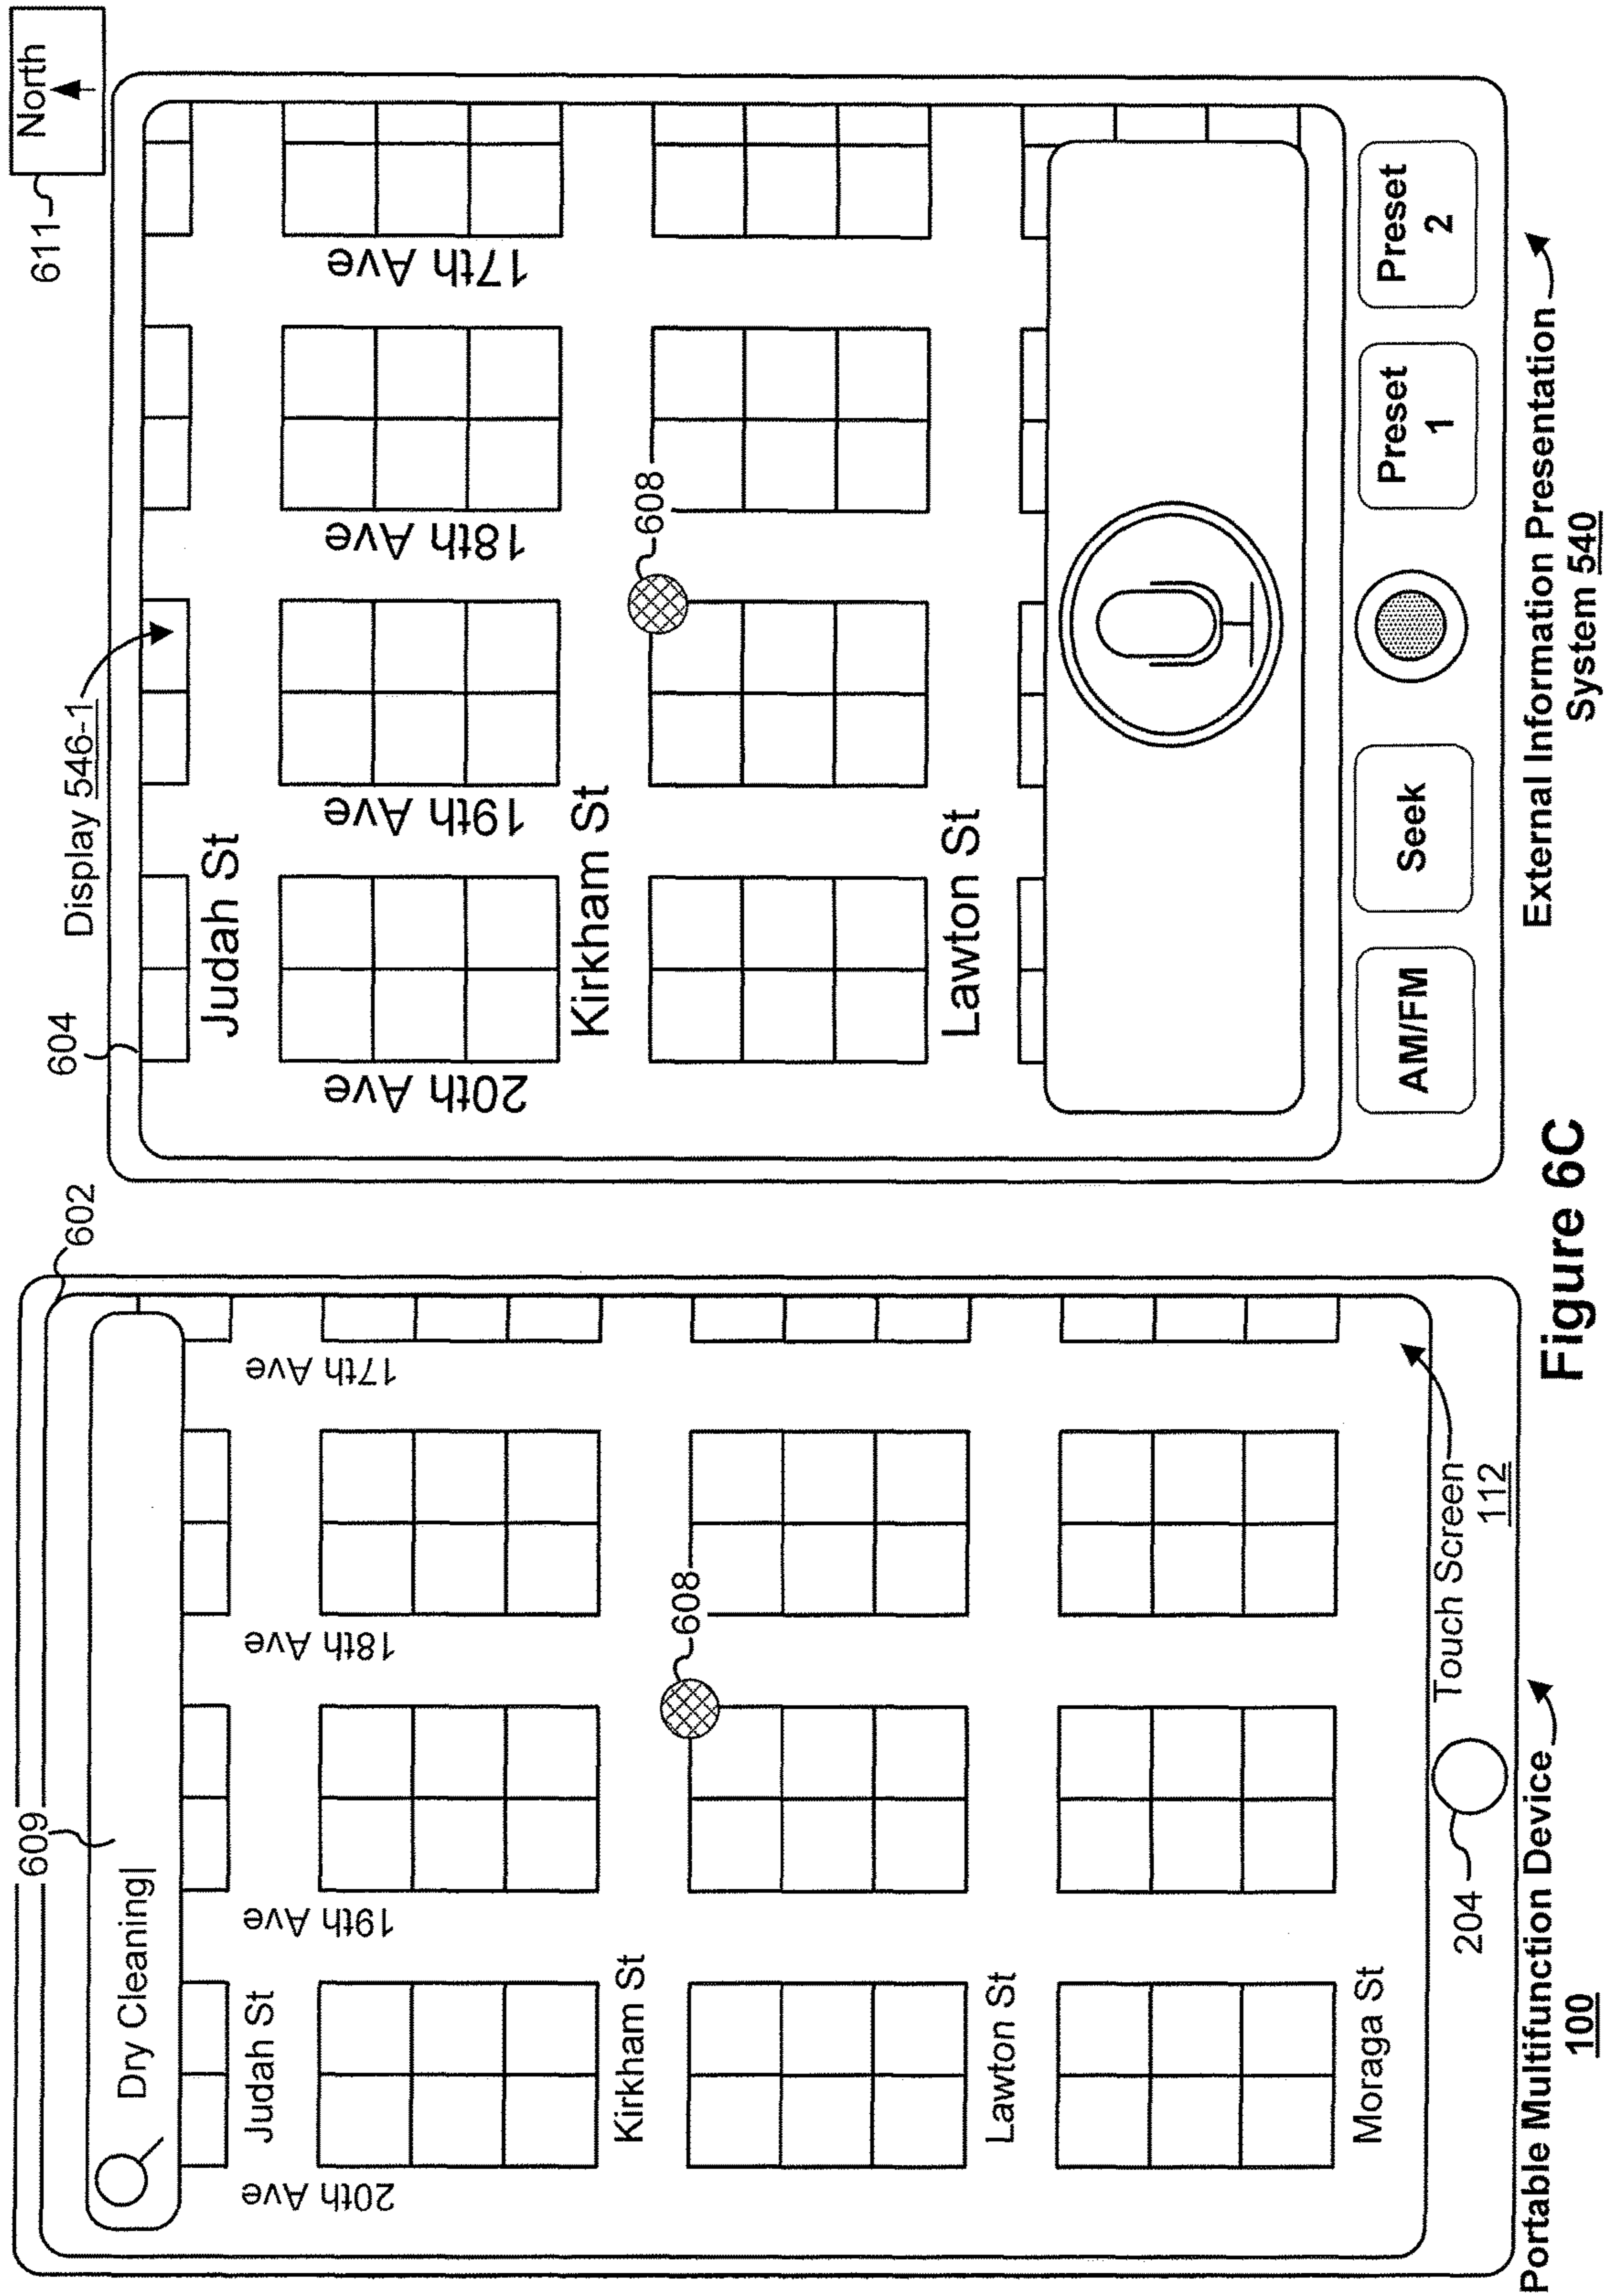 611
North
604
Display 546-1
Judah St
Kirkham St
Lawton St
20th Ave
19th Ave
18th Ave
17th Ave
608
AM/FM
Seek
Preset
1
Preset
2
External Information Presentation
System 540
602
609
Dry Cleaning|
Judah St
Kirkham St
Lawton St
Moraga St
20th Ave
19th Ave
18th Ave
17th Ave
608
204
Touch Screen
112
Portable Multifunction Device
100
Figure 6C